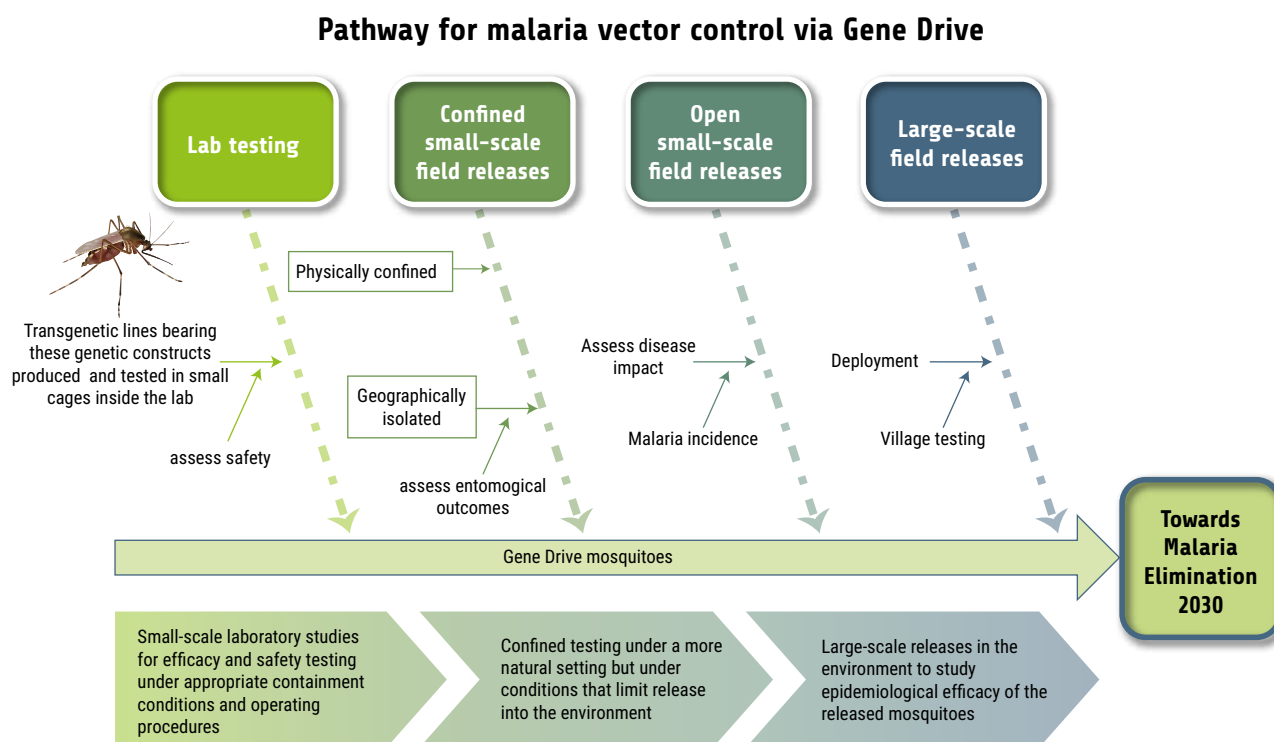 Pathway for malaria vector control via Gene Drive
Lab testing
Confined
small-scale
field releases
Open
small-scale
field releases
Large-scale
field releases
Transgenetic lines bearing
these genetic constructs
produced and tested in small
cages inside the lab
assess safety
Physically confined
Geographically
isolated
assess entomogical
outcomes
Assess disease
impact
Malaria incidence
Deployment
Village testing
Gene Drive mosquitoes
Towards
Malaria
Elimination
2030
Small-scale laboratory studies
for efficacy and safety testing
under appropriate containment
conditions and operating
procedures
Confined testing under a more
natural setting but under
conditions that limit release
into the environment
Large-scale releases in the
environment to study
epidemiological efficacy of the
released mosquitoes